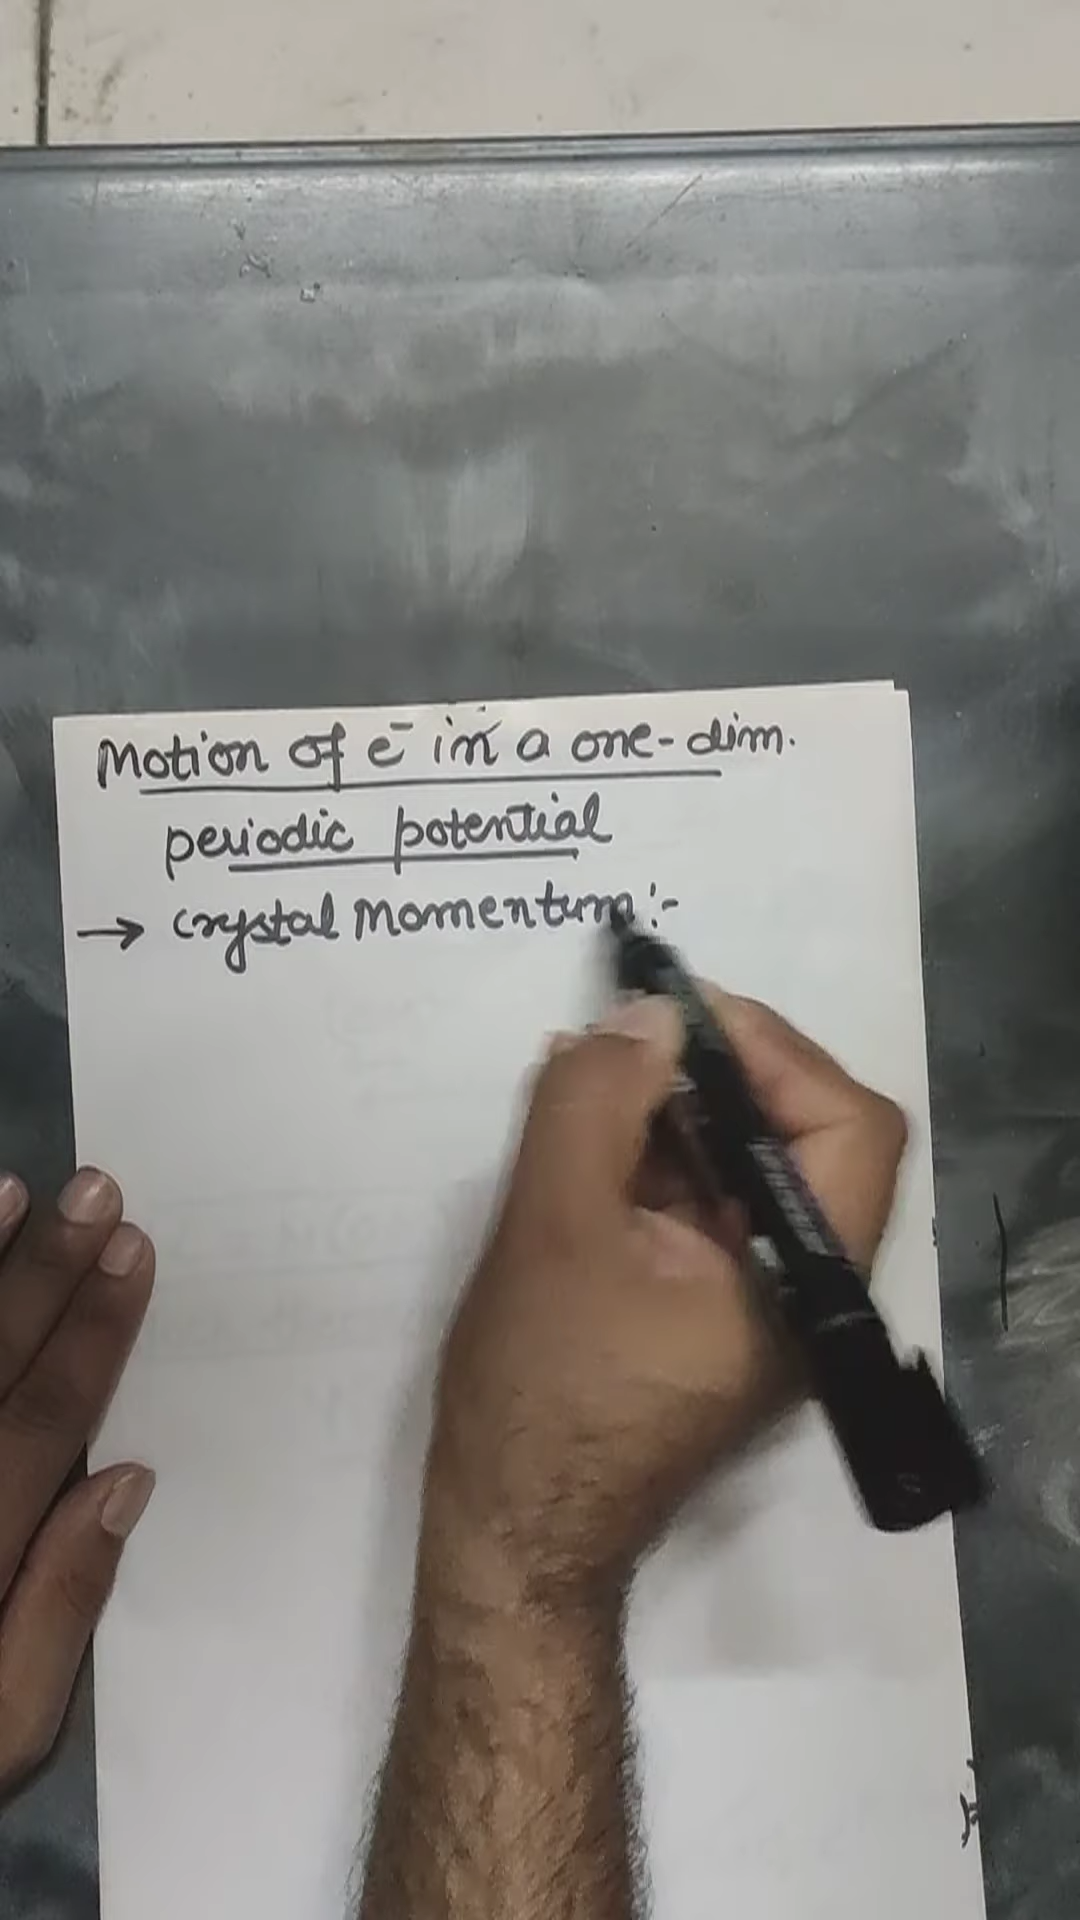 Motion of e⁻ in a one-dim.
periodic potential
→ crystal Momentum :-